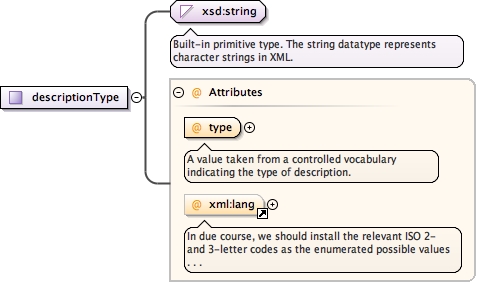 xsd:string
Built-in primitive type. The string datatype represents
character strings in XML.
descriptionType
@ Attributes
@ type
A value taken from a controlled vocabulary
indicating the type of description.
@ xml:lang
In due course, we should install the relevant ISO 2-
and 3-letter codes as the enumerated possible values
. . .